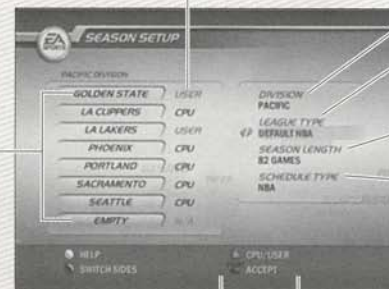 EA
SPORTS
SEASON SETUP
PACIFIC DIVISION
GOLDEN STATE USER
LA CLIPPERS CPU
LA LAKERS USER
PHOENIX CPU
PORTLAND CPU
SACRAMENTO CPU
SEATTLE CPU
EMPTY N/A
DIVISION
PACIFIC
LEAGUE TYPE
DEFAULT NBA
SEASON LENGTH
82 GAMES
SCHEDULE TYPE
NBA
HELP
SWITCH SIDES
CPU/USER
ACCEPT